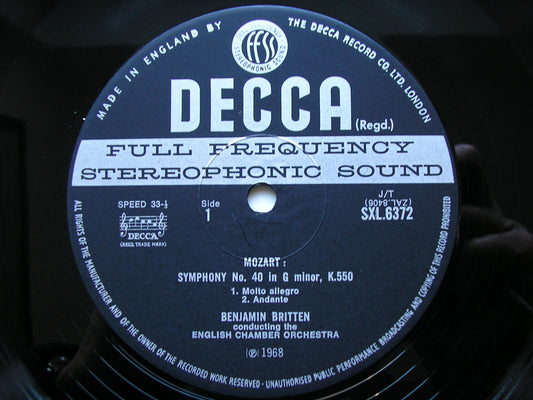 MADE IN ENGLAND BY
THE DECCA RECORD CO. LTD. LONDON
FFSS
STEREOPHONIC SOUND
DECCA
(Regd.)
FULL FREQUENCY
STEREOPHONIC SOUND
SPEED 33-⅓
Side
1
J/T
(ZAL.8406)
SXL.6372
DECCA
(REGD. TRADE MARK)
MOZART :
SYMPHONY No. 40 in G minor, K.550
1. Molto allegro
2. Andante
BENJAMIN BRITTEN
conducting the
ENGLISH CHAMBER ORCHESTRA
℗ 1968
ALL RIGHTS OF THE MANUFACTURER AND OF THE OWNER OF THE RECORDED WORK RESERVED · UNAUTHORISED PUBLIC PERFORMANCE BROADCASTING AND COPYING OF THIS RECORD PROHIBITED